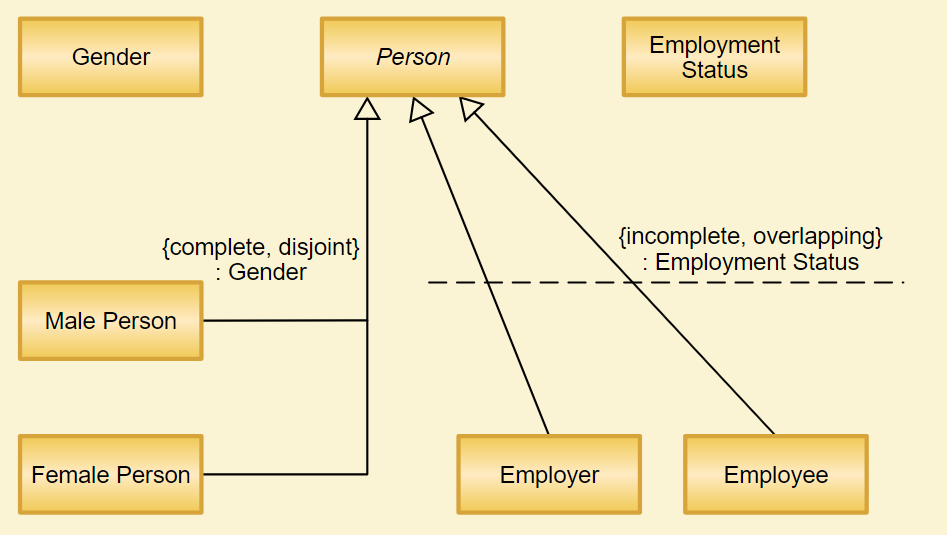 Gender
Person
Employment
Status
{complete, disjoint}
: Gender
{incomplete, overlapping}
: Employment Status
Male Person
Female Person
Employer
Employee